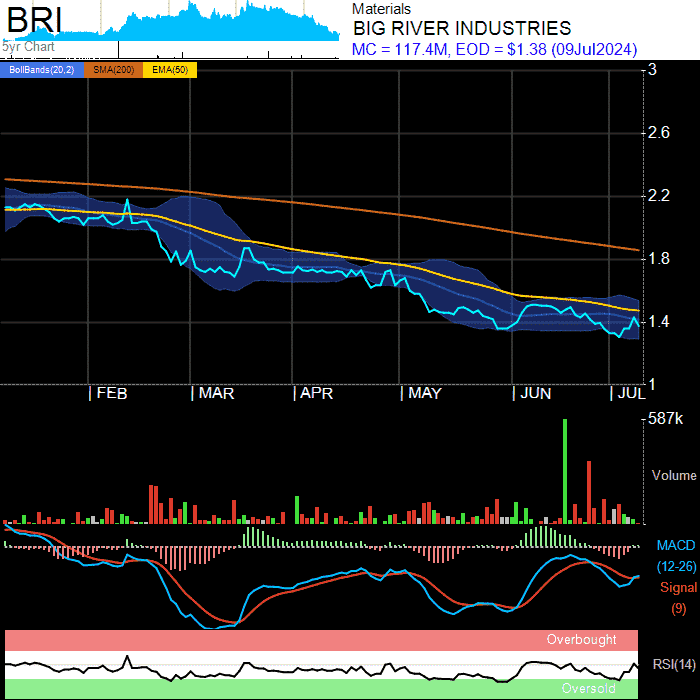 BRI
5yr Chart
Materials
BIG RIVER INDUSTRIES
MC = 117.4M, EOD = $1.38 (09Jul2024)
BollBands(20,2) SMA(200) EMA(50)
3
2.6
2.2
1.8
1.4
1
FEB MAR APR MAY JUN JUL
587k
Volume
MACD
(12-26)
Signal
(9)
Overbought
RSI(14)
Oversold